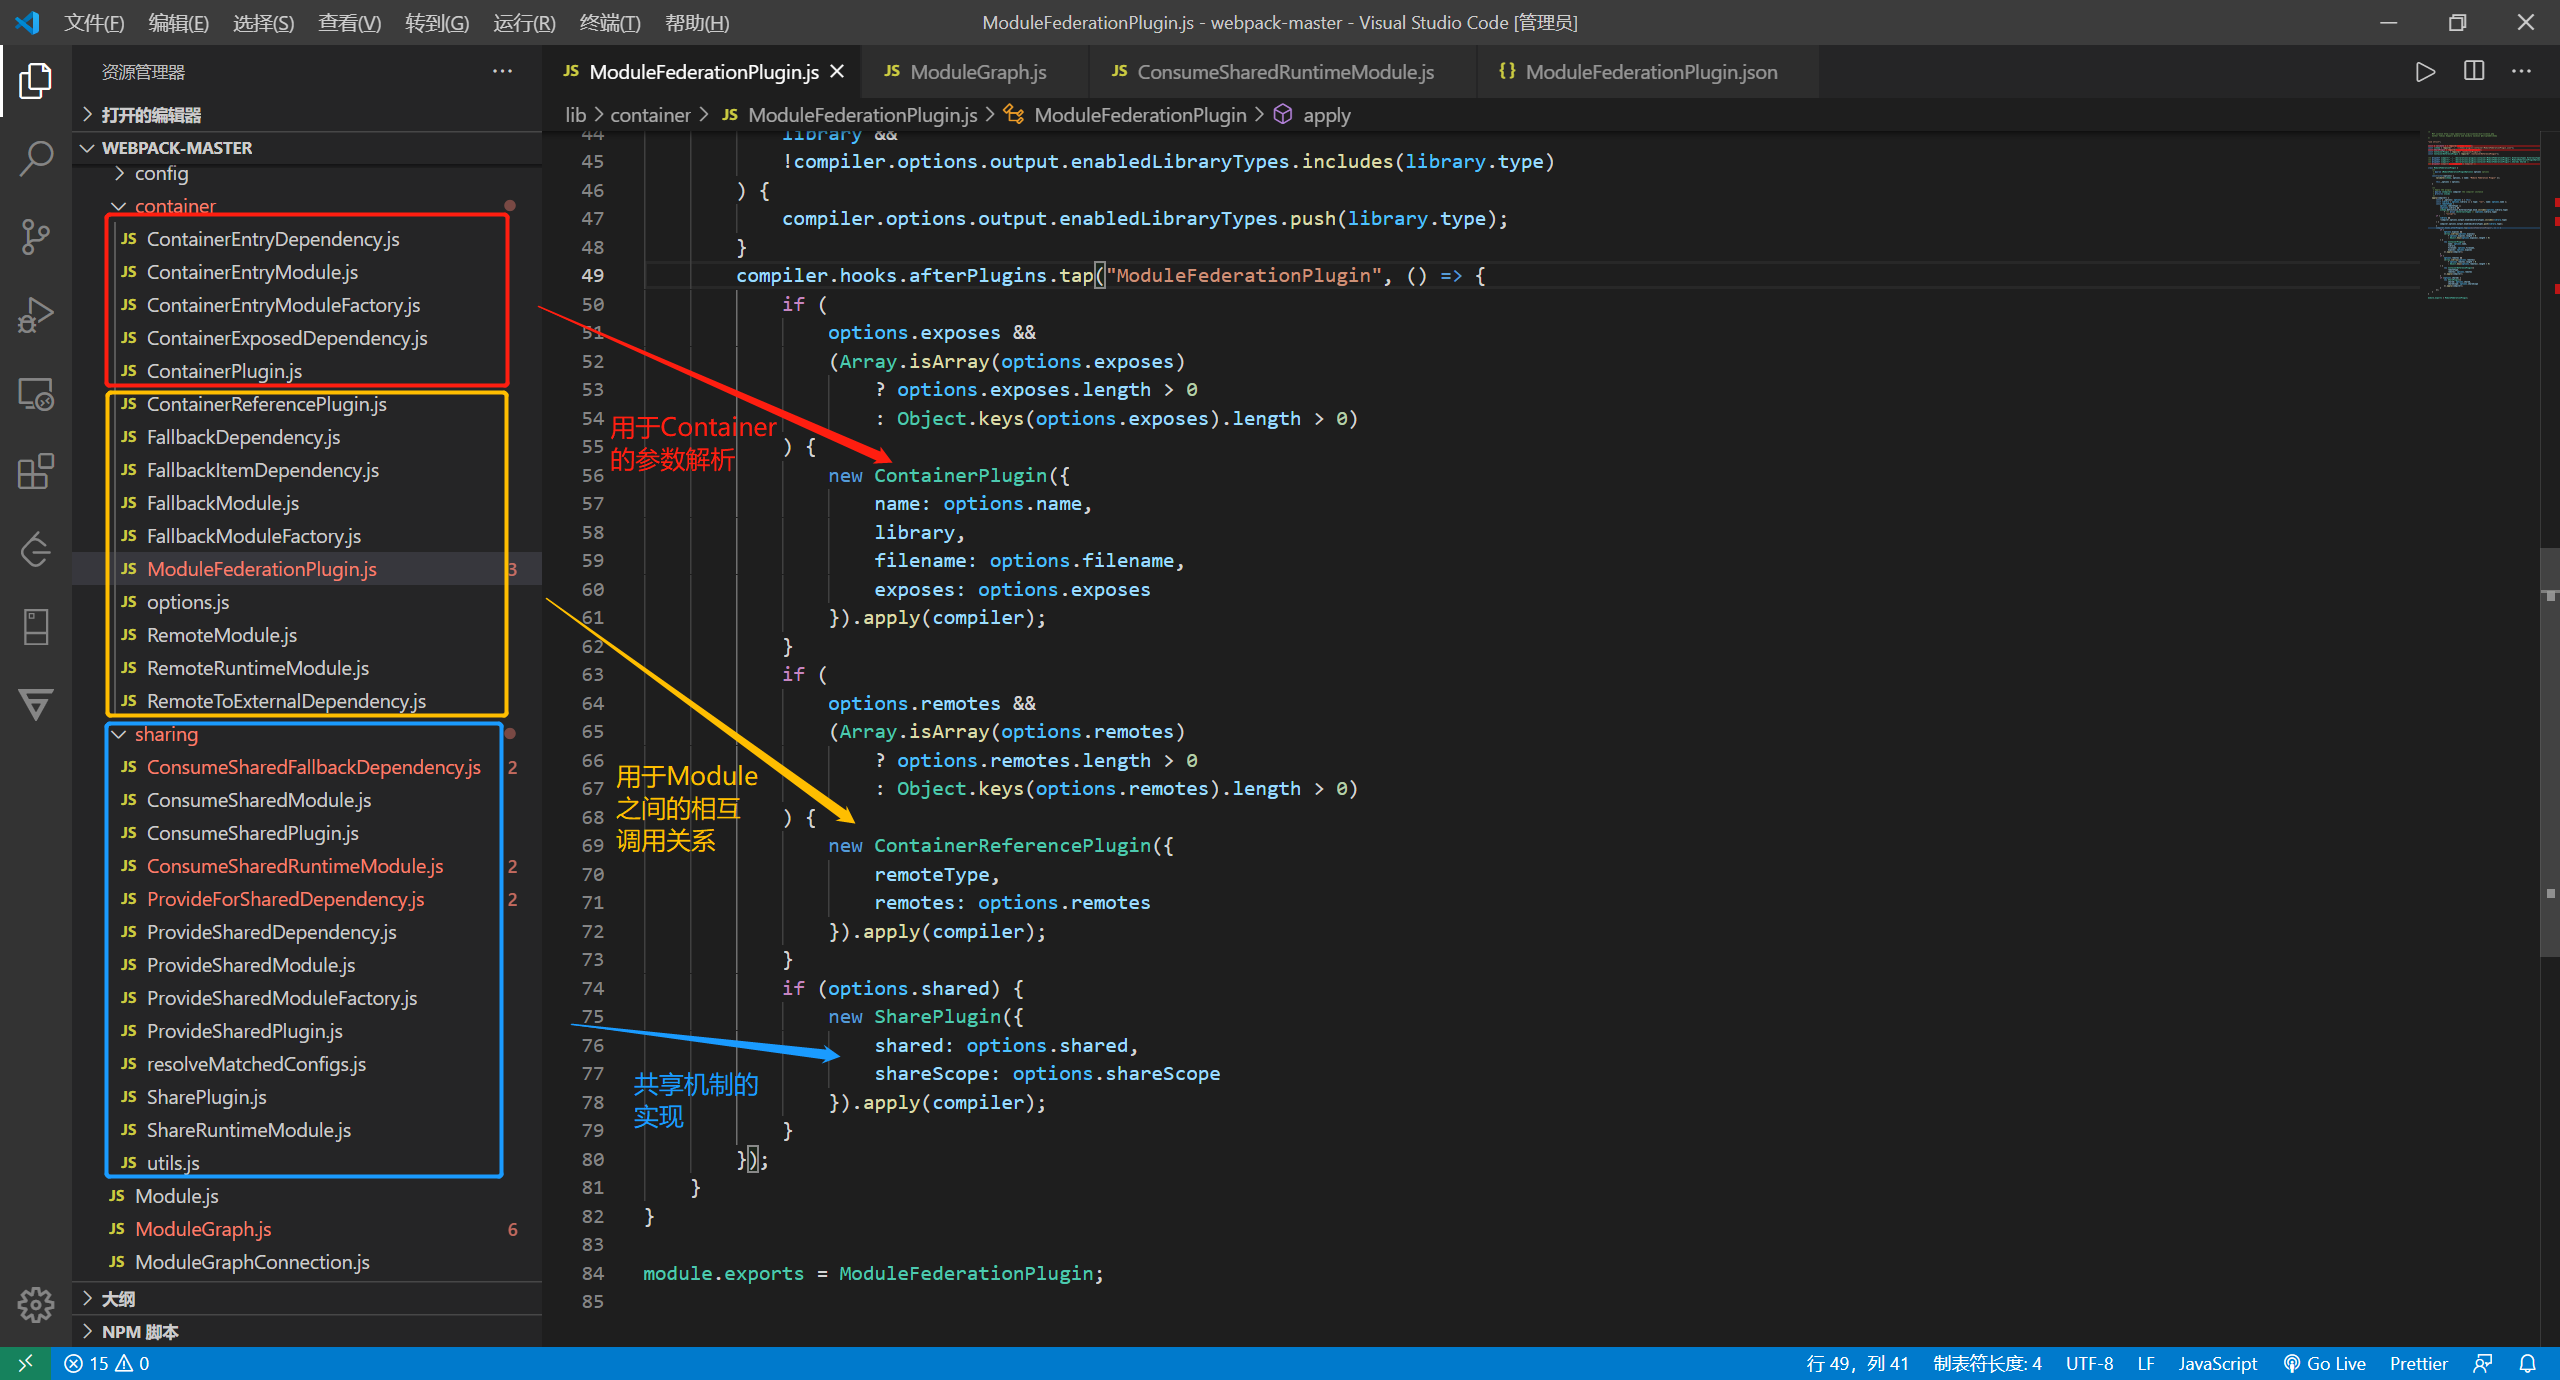 文件(F) 编辑(E) 选择(S) 查看(V) 转到(G) 运行(R) 终端(T) 帮助(H) ModuleFederationPlugin.js - webpack-master - Visual Studio Code [管理员]
资源管理器
打开的编辑器
WEBPACK-MASTER
config
container
JS ContainerEntryDependency.js
JS ContainerEntryModule.js
JS ContainerEntryModuleFactory.js
JS ContainerExposedDependency.js
JS ContainerPlugin.js
JS ContainerReferencePlugin.js
JS FallbackDependency.js
JS FallbackItemDependency.js
JS FallbackModule.js
JS FallbackModuleFactory.js
JS ModuleFederationPlugin.js 3
JS options.js
JS RemoteModule.js
JS RemoteRuntimeModule.js
JS RemoteToExternalDependency.js
sharing
JS ConsumeSharedFallbackDependency.js 2
JS ConsumeSharedModule.js
JS ConsumeSharedPlugin.js
JS ConsumeSharedRuntimeModule.js 2
JS ProvideForSharedDependency.js 2
JS ProvideSharedDependency.js
JS ProvideSharedModule.js
JS ProvideSharedModuleFactory.js
JS ProvideSharedPlugin.js
JS resolveMatchedConfigs.js
JS SharePlugin.js
JS ShareRuntimeModule.js
JS utils.js
JS Module.js
JS ModuleGraph.js 6
JS ModuleGraphConnection.js
大纲
NPM 脚本
JS ModuleFederationPlugin.js JS ModuleGraph.js JS ConsumeSharedRuntimeModule.js {} ModuleFederationPlugin.json
lib > container > JS ModuleFederationPlugin.js > ModuleFederationPlugin > apply
44 library &&
45 !compiler.options.output.enabledLibraryTypes.includes(library.type)
46 ) {
47 compiler.options.output.enabledLibraryTypes.push(library.type);
48 }
49 compiler.hooks.afterPlugins.tap("ModuleFederationPlugin", () => {
50 if (
51 options.exposes &&
52 (Array.isArray(options.exposes)
53 ? options.exposes.length > 0
54 : Object.keys(options.exposes).length > 0)
55 ) {
56 new ContainerPlugin({
57 name: options.name,
58 library,
59 filename: options.filename,
60 exposes: options.exposes
61 }).apply(compiler);
62 }
63 if (
64 options.remotes &&
65 (Array.isArray(options.remotes)
66 ? options.remotes.length > 0
67 : Object.keys(options.remotes).length > 0)
68 ) {
69 new ContainerReferencePlugin({
70 remoteType,
71 remotes: options.remotes
72 }).apply(compiler);
73 }
74 if (options.shared) {
75 new SharePlugin({
76 shared: options.shared,
77 shareScope: options.shareScope
78 }).apply(compiler);
79 }
80 });
81 }
82 }
83
84 module.exports = ModuleFederationPlugin;
85
用于Container
的参数解析
用于Module
之间的相互
调用关系
共享机制的
实现
15 0 行 49，列 41 制表符长度: 4 UTF-8 LF JavaScript Go Live Prettier